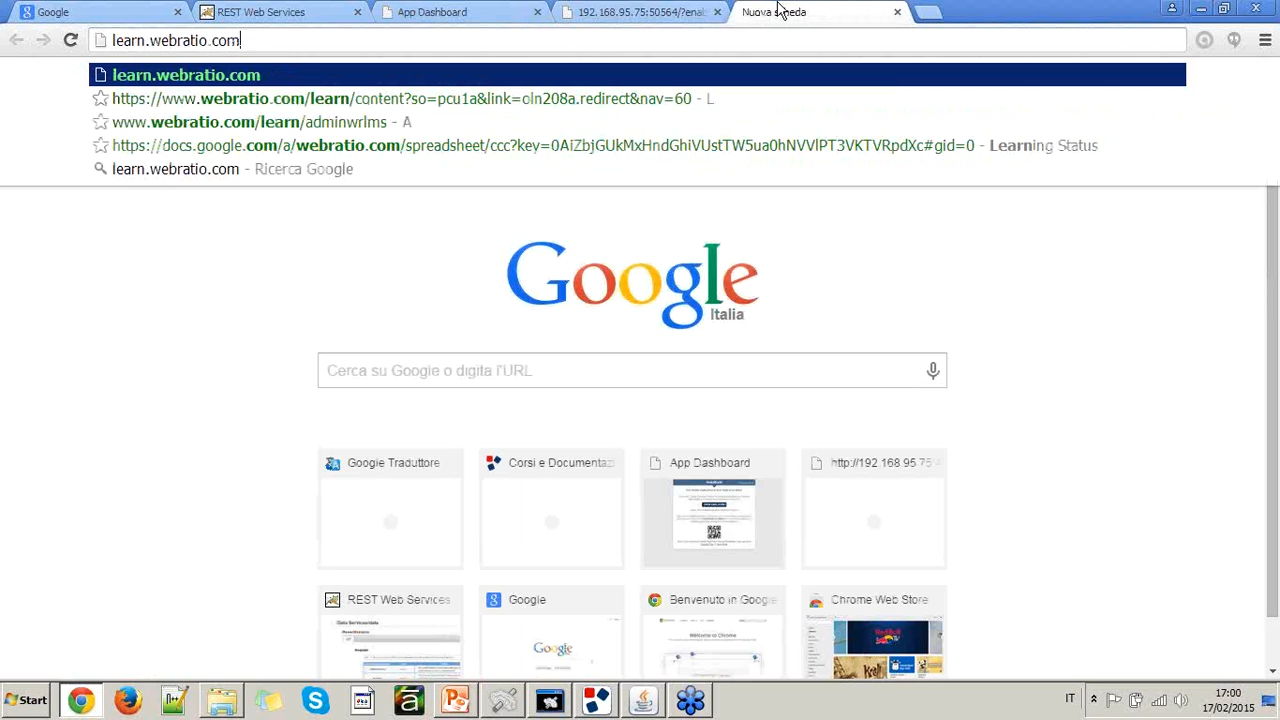 Google
REST Web Services
App Dashboard
192.168.95.75:50564/?enal
Nuova scheda
learn.webratio.com
learn.webratio.com
https://www.webratio.com/learn/content?so=pcu1a&link=oln208a.redirect&nav=60 - L
www.webratio.com/learn/adminwrlms - A
https://docs.google.com/a/webratio.com/spreadsheet/ccc?key=0AiZbjGUkMxHndGhiVUstTW5ua0hNVVlPT3VKTVRpdXc#gid=0 - Learning Status
learn.webratio.com - Ricerca Google
Google
Italia
Cerca su Google o digita l'URL
Google Traduttore
Corsi e Documentaz
App Dashboard
http://192.168.95.75:
REST Web Services
Google
Benvenuto in Google
Chrome Web Store
Welcome to Chrome
Start
IT
17:00
17/02/2015